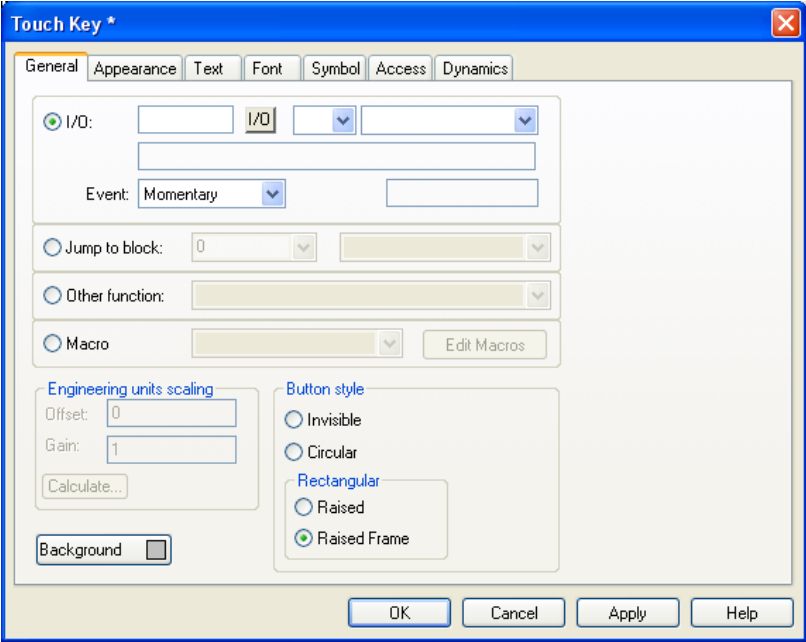 Touch Key *
General Appearance Text Font Symbol Access Dynamics
I/O: I/O
Event: Momentary
Jump to block: 0
Other function:
Macro Edit Macros
Engineering units scaling Button style
Offset: 0 Invisible
Gain: 1 Circular
Calculate... Rectangular
Raised
Background Raised Frame
OK Cancel Apply Help